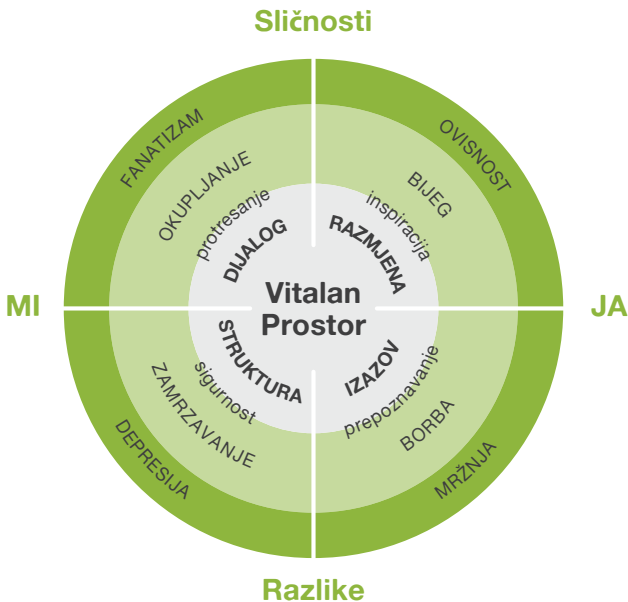 Sličnosti
FANATIZAM
OVISNOST
OKUPLJANJE
BIJEG
protresanje
inspiracija
DIJALOG
RAZMJENA
MI
Vitalan
Prostor
JA
STRUKTURA
IZAZOV
sigurnost
prepoznavanje
ZAMRZAVANJE
BORBA
DEPRESIJA
MRŽNJA
Razlike